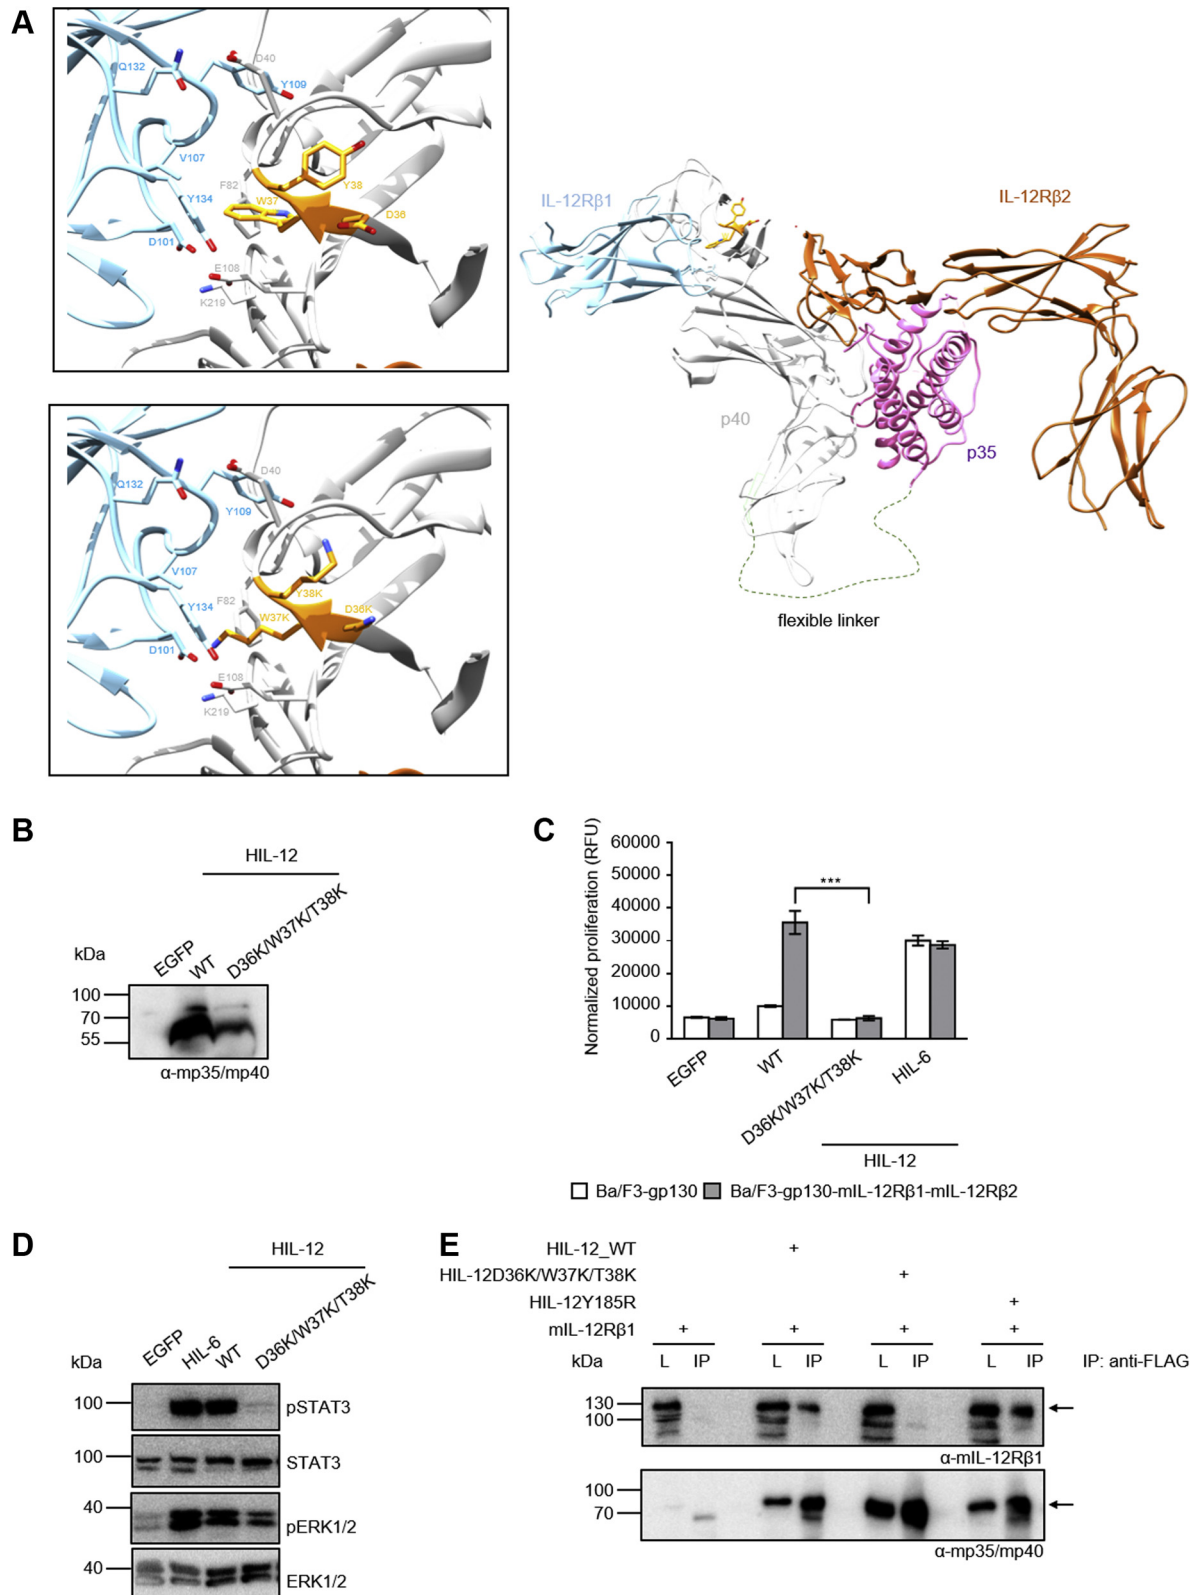 A
Q132
D40
Y109
V107
F82
Y38
Y134
W37
D36
D101
E108
K219
IL-12Rβ1
IL-12Rβ2
p40
p35
flexible linker
Q132
D40
Y109
V107
F82
Y38K
Y134
W37K
D36K
D101
E108
K219
B
HIL-12
kDa
EGFP
WT
D36K/W37K/T38K
100
70
55
α-mp35/mp40
C
Normalized proliferation (RFU)
60000
50000
40000
30000
20000
10000
0
***
EGFP
WT
D36K/W37K/T38K
HIL-6
HIL-12
Ba/F3-gp130
Ba/F3-gp130-mIL-12Rβ1-mIL-12Rβ2
D
HIL-12
kDa
EGFP
HIL-6
WT
D36K/W37K/T38K
100
pSTAT3
100
STAT3
40
pERK1/2
40
ERK1/2
E
HIL-12_WT +
HIL-12D36K/W37K/T38K +
HIL-12Y185R +
mIL-12Rβ1 + + + +
kDa L IP L IP L IP L IP IP: anti-FLAG
130
100
α-mIL-12Rβ1
100
70
α-mp35/mp40